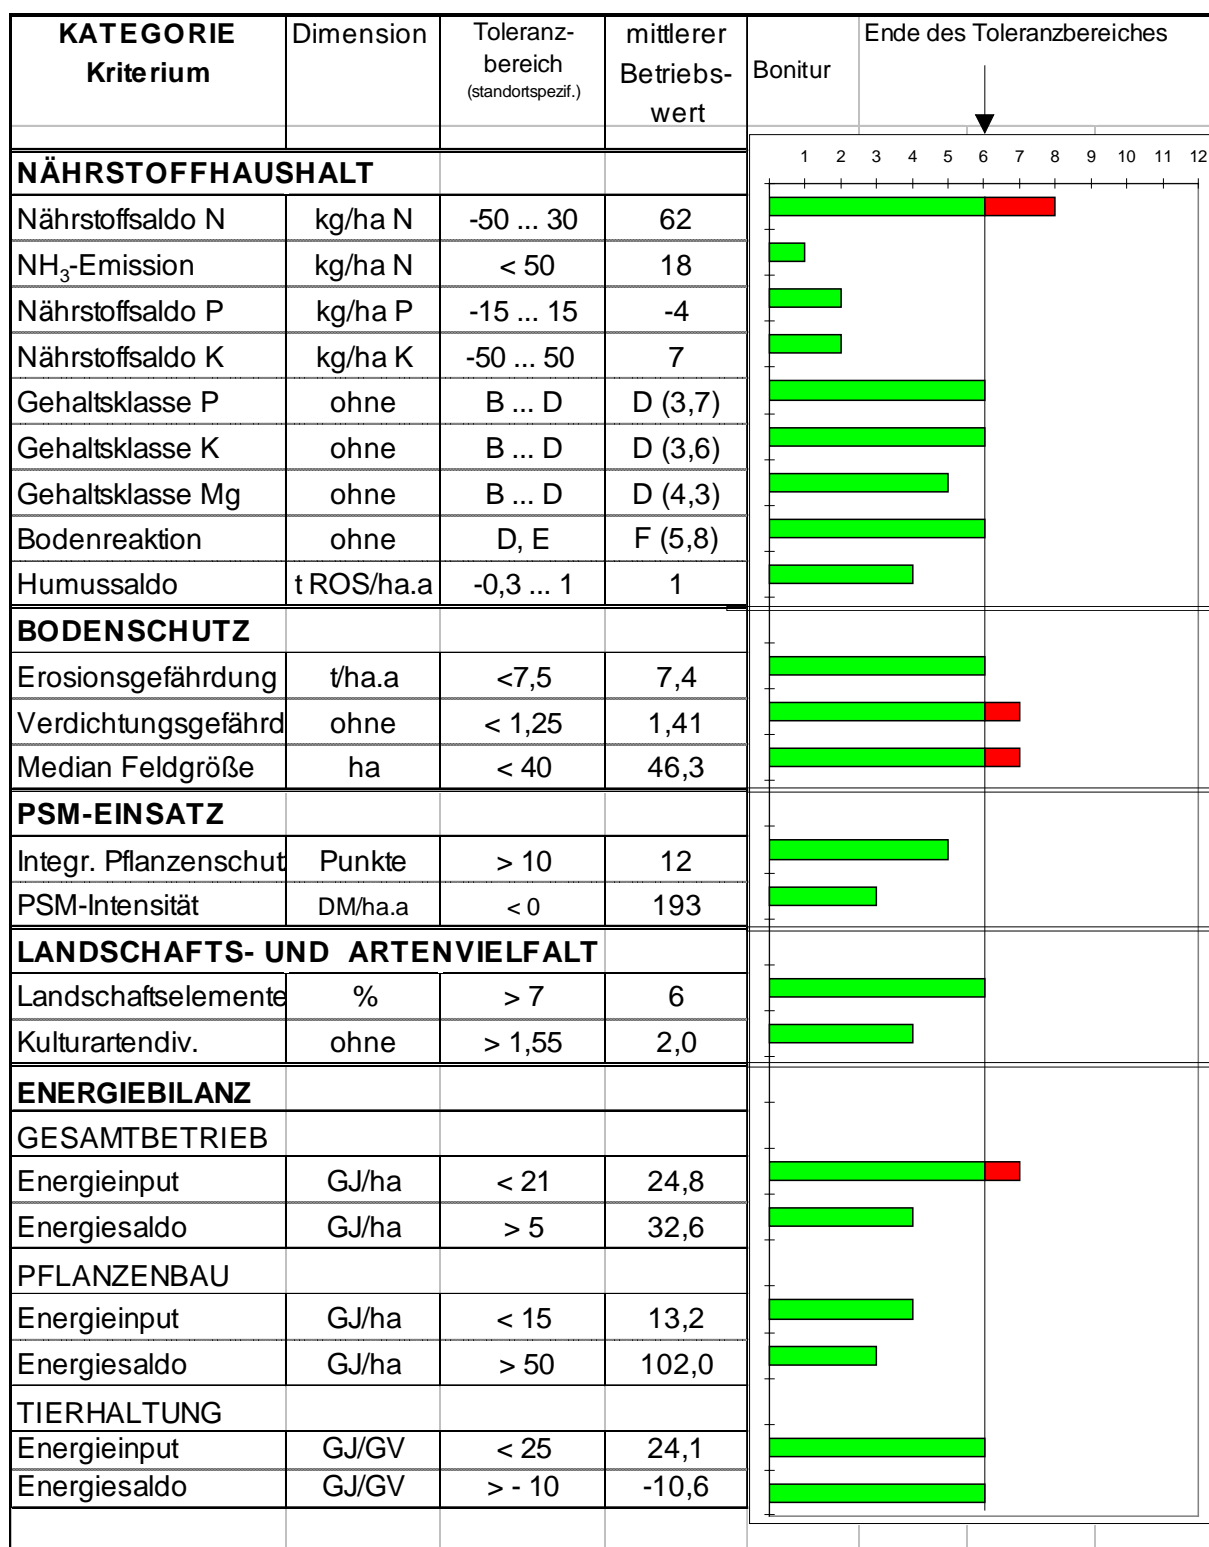 KATEGORIE Dimension Toleranz- mittlerer Ende des Toleranzbereiches
Kriterium bereich Betriebs- Bonitur
(standortspezif.) wert
1 2 3 4 5 6 7 8 9 10 11 12
NÄHRSTOFFHAUSHALT
Nährstoffsaldo N kg/ha N -50 ... 30 62
NH₃-Emission kg/ha N < 50 18
Nährstoffsaldo P kg/ha P -15 ... 15 -4
Nährstoffsaldo K kg/ha K -50 ... 50 7
Gehaltsklasse P ohne B ... D D (3,7)
Gehaltsklasse K ohne B ... D D (3,6)
Gehaltsklasse Mg ohne B ... D D (4,3)
Bodenreaktion ohne D, E F (5,8)
Humussaldo t ROS/ha.a -0,3 ... 1 1
BODENSCHUTZ
Erosionsgefährdung t/ha.a <7,5 7,4
Verdichtungsgefährd ohne < 1,25 1,41
Median Feldgröße ha < 40 46,3
PSM-EINSATZ
Integr. Pflanzenschut Punkte > 10 12
PSM-Intensität DM/ha.a < 0 193
LANDSCHAFTS- UND ARTENVIELFALT
Landschaftselemente % > 7 6
Kulturartendiv. ohne > 1,55 2,0
ENERGIEBILANZ
GESAMTBETRIEB
Energieinput GJ/ha < 21 24,8
Energiesaldo GJ/ha > 5 32,6
PFLANZENBAU
Energieinput GJ/ha < 15 13,2
Energiesaldo GJ/ha > 50 102,0
TIERHALTUNG
Energieinput GJ/GV < 25 24,1
Energiesaldo GJ/GV > - 10 -10,6